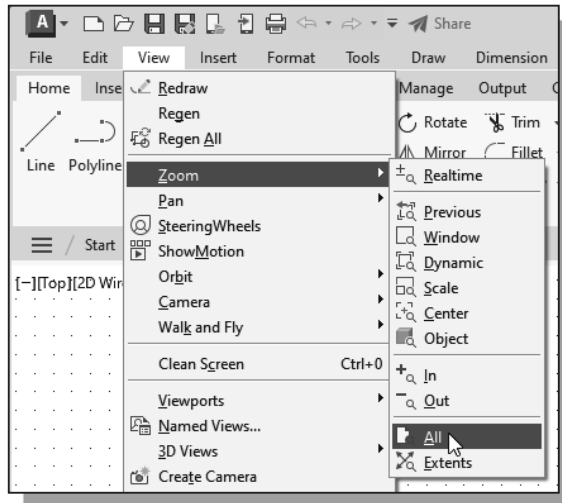 A Share
File Edit View Insert Format Tools Draw Dimension
Home Inse Manage Output
Line Polyline
Rotate Trim
Mirror Fillet
Start
[−][Top][2D Wir
Redraw
Regen
Regen All
Zoom
Pan
SteeringWheels
ShowMotion
Orbit
Camera
Walk and Fly
Clean Screen Ctrl+0
Viewports
Named Views...
3D Views
Create Camera
Realtime
Previous
Window
Dynamic
Scale
Center
Object
In
Out
All
Extents